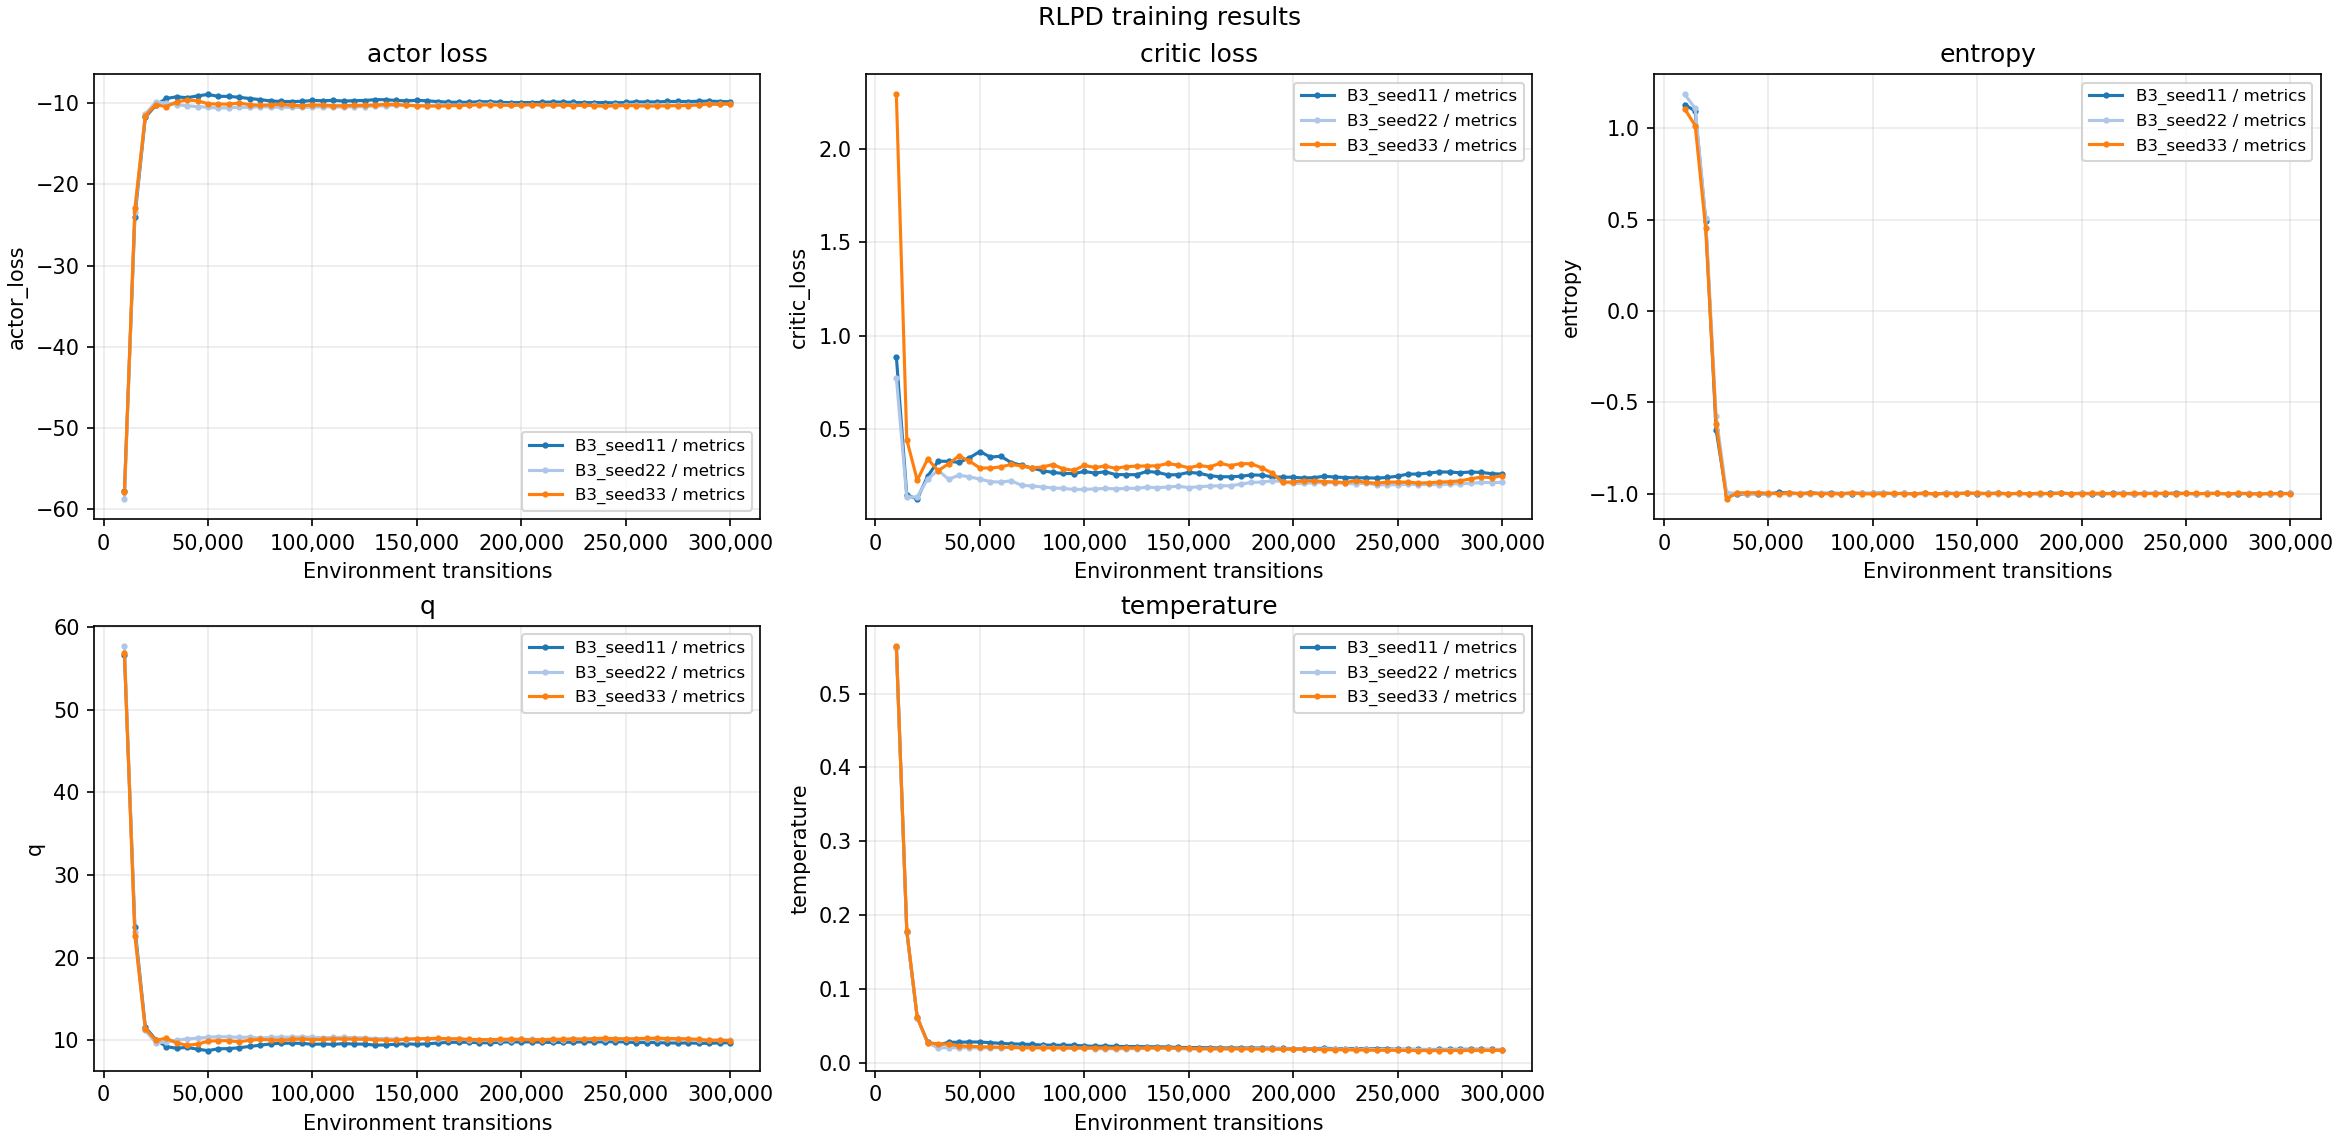 RLPD training results
actor loss
actor_loss
−10
−20
−30
−40
−50
−60
B3_seed11 / metrics
B3_seed22 / metrics
B3_seed33 / metrics
0 50,000 100,000 150,000 200,000 250,000 300,000
Environment transitions
critic loss
critic_loss
2.0
1.5
1.0
0.5
B3_seed11 / metrics
B3_seed22 / metrics
B3_seed33 / metrics
0 50,000 100,000 150,000 200,000 250,000 300,000
Environment transitions
entropy
entropy
1.0
0.5
0.0
−0.5
−1.0
B3_seed11 / metrics
B3_seed22 / metrics
B3_seed33 / metrics
0 50,000 100,000 150,000 200,000 250,000 300,000
Environment transitions
q
q
60
50
40
30
20
10
B3_seed11 / metrics
B3_seed22 / metrics
B3_seed33 / metrics
0 50,000 100,000 150,000 200,000 250,000 300,000
Environment transitions
temperature
temperature
0.5
0.4
0.3
0.2
0.1
0.0
B3_seed11 / metrics
B3_seed22 / metrics
B3_seed33 / metrics
0 50,000 100,000 150,000 200,000 250,000 300,000
Environment transitions